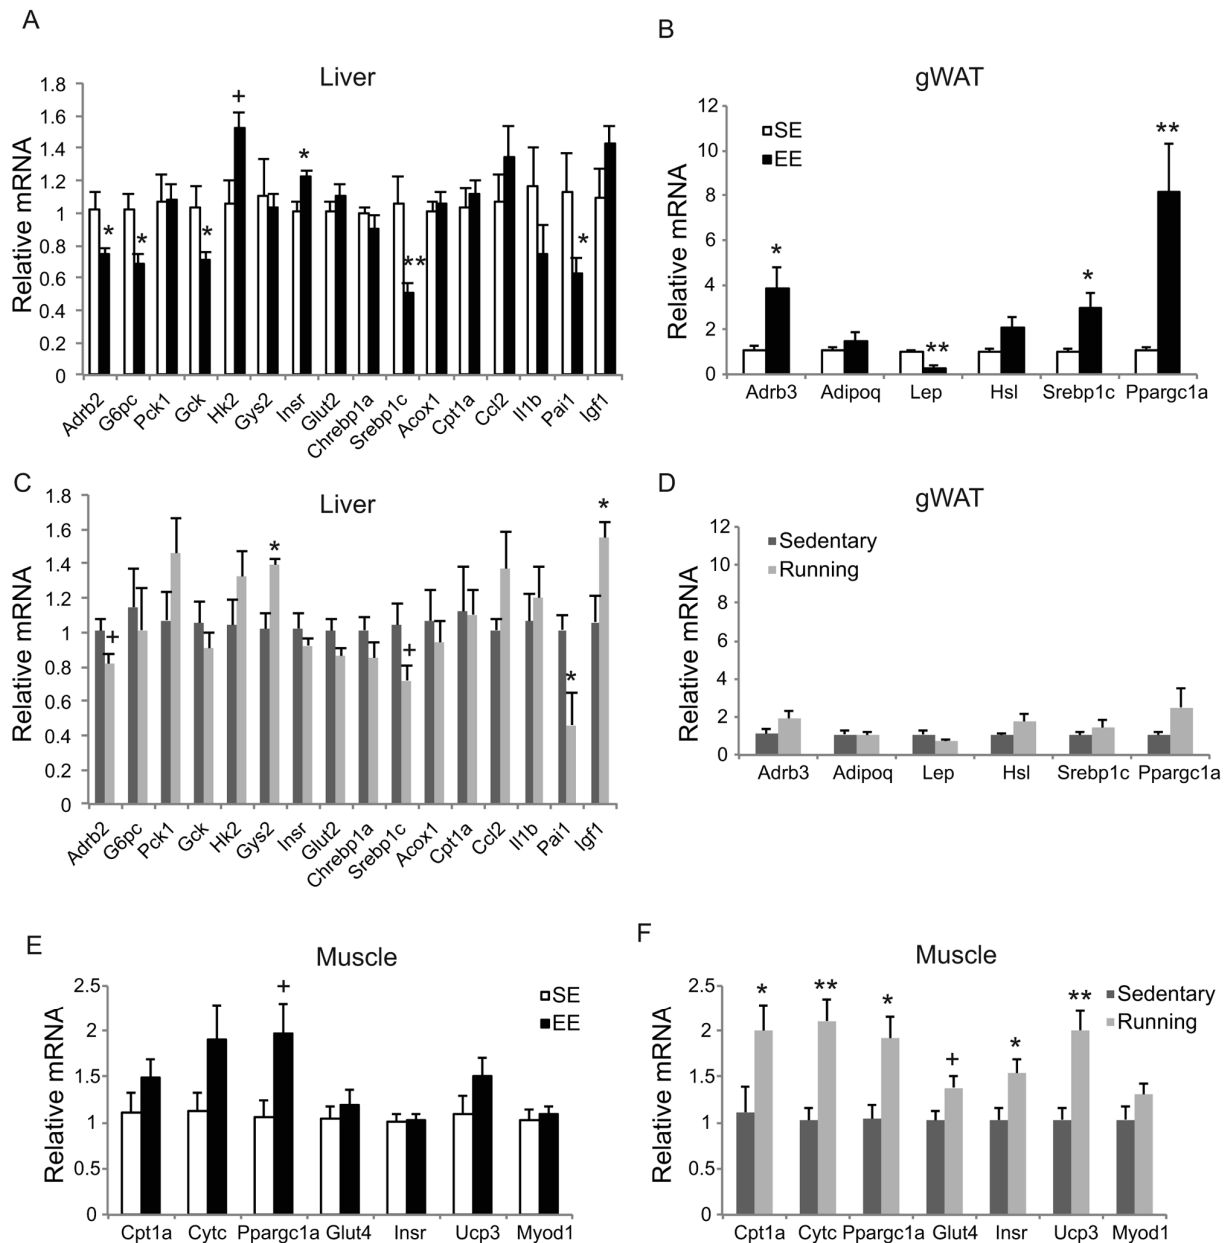 A
Liver
Relative mRNA
1.8
1.6
1.4
1.2
1
0.8
0.6
0.4
0.2
0
* * * + * ** *
Adrb2 G6pc Pck1 Gck Hk2 Gys2 Insr Glut2 Chrebp1a Srebp1c Acox1 Cpt1a Ccl2 Il1b Pai1 Igf1
B
gWAT
Relative mRNA
12
10
8
6
4
2
0
SE
EE
* ** * **
Adrb3 Adipoq Lep Hsl Srebp1c Ppargc1a
C
Liver
Relative mRNA
1.8
1.6
1.4
1.2
1
0.8
0.6
0.4
0.2
0
+ * + * *
Adrb2 G6pc Pck1 Gck Hk2 Gys2 Insr Glut2 Chrebp1a Srebp1c Acox1 Cpt1a Ccl2 Il1b Pai1 Igf1
D
gWAT
Relative mRNA
12
10
8
6
4
2
0
Sedentary
Running
Adrb3 Adipoq Lep Hsl Srebp1c Ppargc1a
E
Muscle
Relative mRNA
2.5
2
1.5
1
0.5
0
+
SE
EE
Cpt1a Cytc Ppargc1a Glut4 Insr Ucp3 Myod1
F
Muscle
Relative mRNA
2.5
2
1.5
1
0.5
0
* ** * + * **
Sedentary
Running
Cpt1a Cytc Ppargc1a Glut4 Insr Ucp3 Myod1